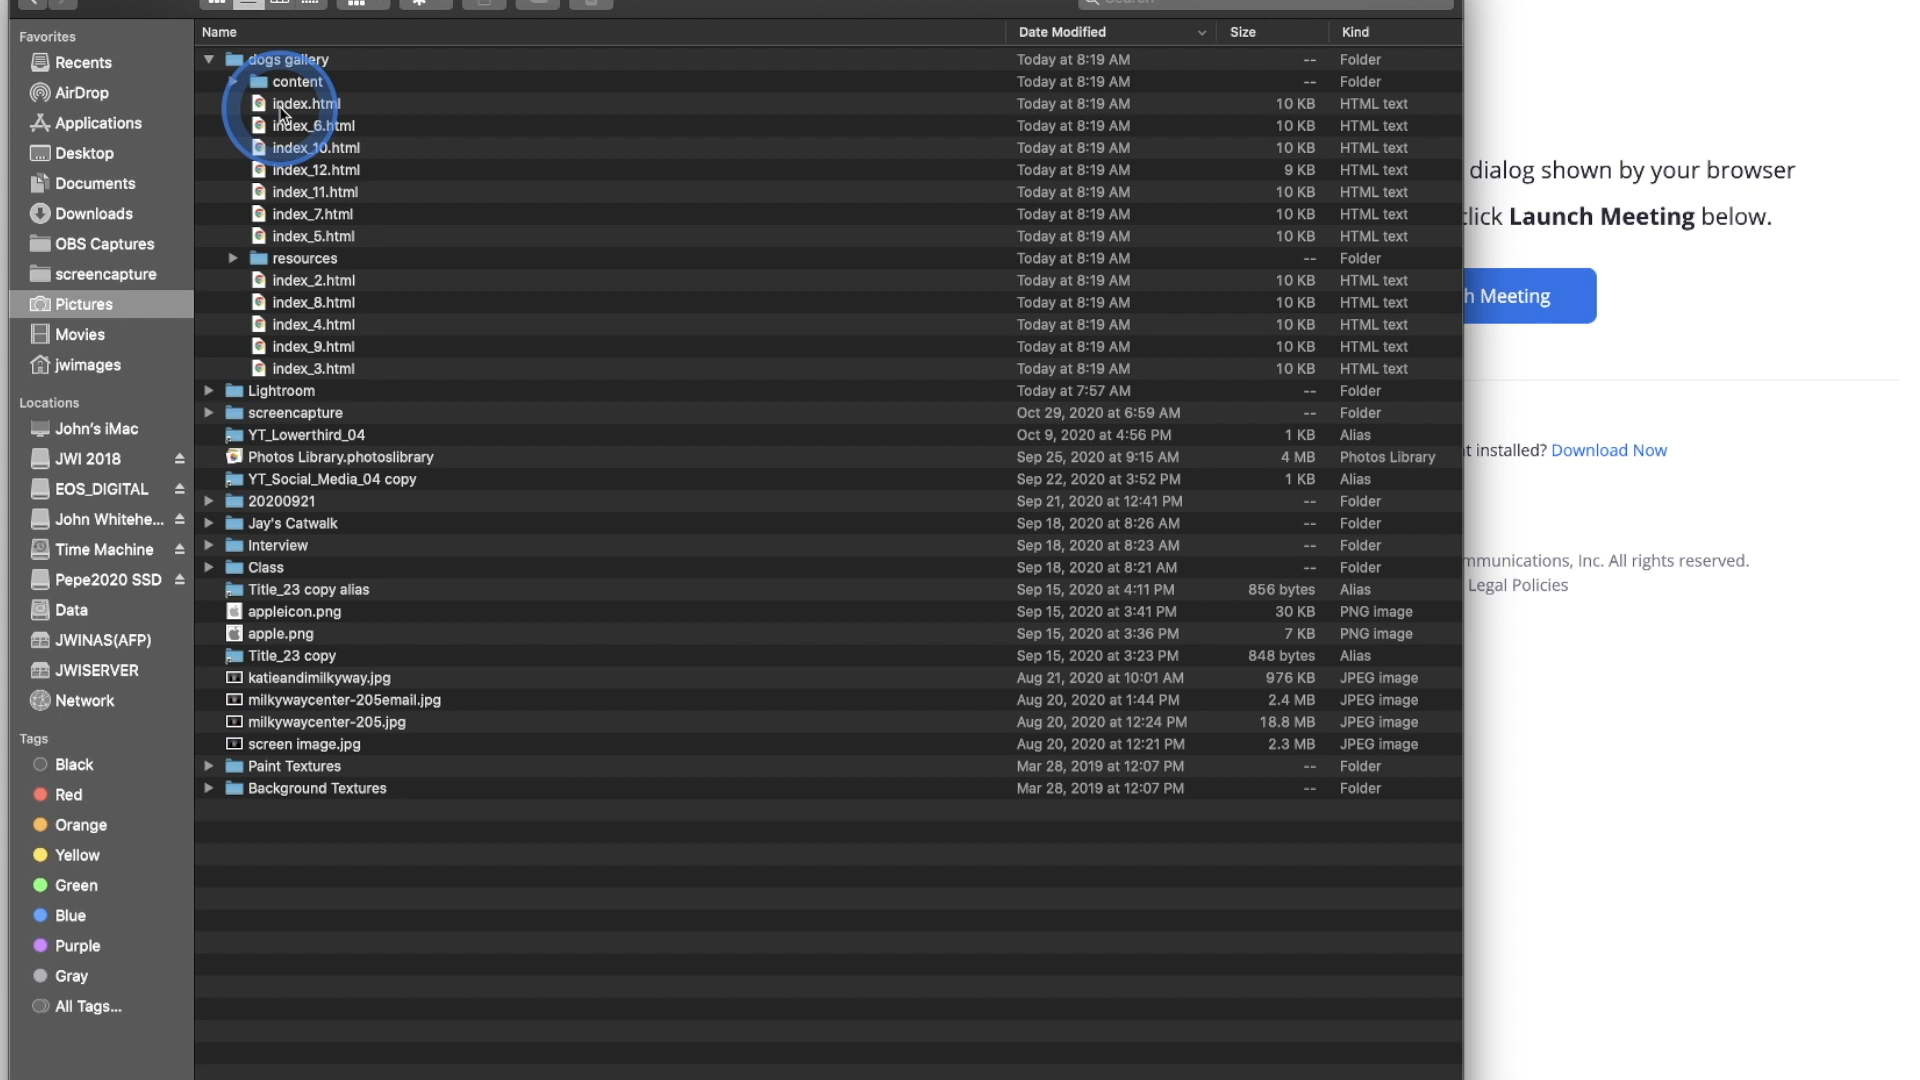 Search
Name Date Modified Size Kind
Favorites
Recents
AirDrop
Applications
Desktop
Documents
Downloads
OBS Captures
screencapture
Pictures
Movies
jwimages
Locations
John's iMac
JWI 2018
EOS_DIGITAL
John Whitehe...
Time Machine
Pepe2020 SSD
Data
JWINAS(AFP)
JWISERVER
Network
Tags
Black
Red
Orange
Yellow
Green
Blue
Purple
Gray
All Tags...
dogs gallery Today at 8:19 AM -- Folder
content Today at 8:19 AM -- Folder
index.html Today at 8:19 AM 10 KB HTML text
index_6.html Today at 8:19 AM 10 KB HTML text
index_10.html Today at 8:19 AM 10 KB HTML text
index_12.html Today at 8:19 AM 9 KB HTML text
index_11.html Today at 8:19 AM 10 KB HTML text
index_7.html Today at 8:19 AM 10 KB HTML text
index_5.html Today at 8:19 AM 10 KB HTML text
resources Today at 8:19 AM -- Folder
index_2.html Today at 8:19 AM 10 KB HTML text
index_8.html Today at 8:19 AM 10 KB HTML text
index_4.html Today at 8:19 AM 10 KB HTML text
index_9.html Today at 8:19 AM 10 KB HTML text
index_3.html Today at 8:19 AM 10 KB HTML text
Lightroom Today at 7:57 AM -- Folder
screencapture Oct 29, 2020 at 6:59 AM -- Folder
YT_Lowerthird_04 Oct 9, 2020 at 4:56 PM 1 KB Alias
Photos Library.photoslibrary Sep 25, 2020 at 9:15 AM 4 MB Photos Library
YT_Social_Media_04 copy Sep 22, 2020 at 3:52 PM 1 KB Alias
20200921 Sep 21, 2020 at 12:41 PM -- Folder
Jay's Catwalk Sep 18, 2020 at 8:26 AM -- Folder
Interview Sep 18, 2020 at 8:23 AM -- Folder
Class Sep 18, 2020 at 8:21 AM -- Folder
Title_23 copy alias Sep 15, 2020 at 4:11 PM 856 bytes Alias
appleicon.png Sep 15, 2020 at 3:41 PM 30 KB PNG image
apple.png Sep 15, 2020 at 3:36 PM 7 KB PNG image
Title_23 copy Sep 15, 2020 at 3:23 PM 848 bytes Alias
katieandimilkyway.jpg Aug 21, 2020 at 10:01 AM 976 KB JPEG image
milkywaycenter-205email.jpg Aug 20, 2020 at 1:44 PM 2.4 MB JPEG image
milkywaycenter-205.jpg Aug 20, 2020 at 12:24 PM 18.8 MB JPEG image
screen image.jpg Aug 20, 2020 at 12:21 PM 2.3 MB JPEG image
Paint Textures Mar 28, 2019 at 12:07 PM -- Folder
Background Textures Mar 28, 2019 at 12:07 PM -- Folder
dialog shown by your browser
click Launch Meeting below.
h Meeting
t installed? Download Now
mmunications, Inc. All rights reserved.
Legal Policies